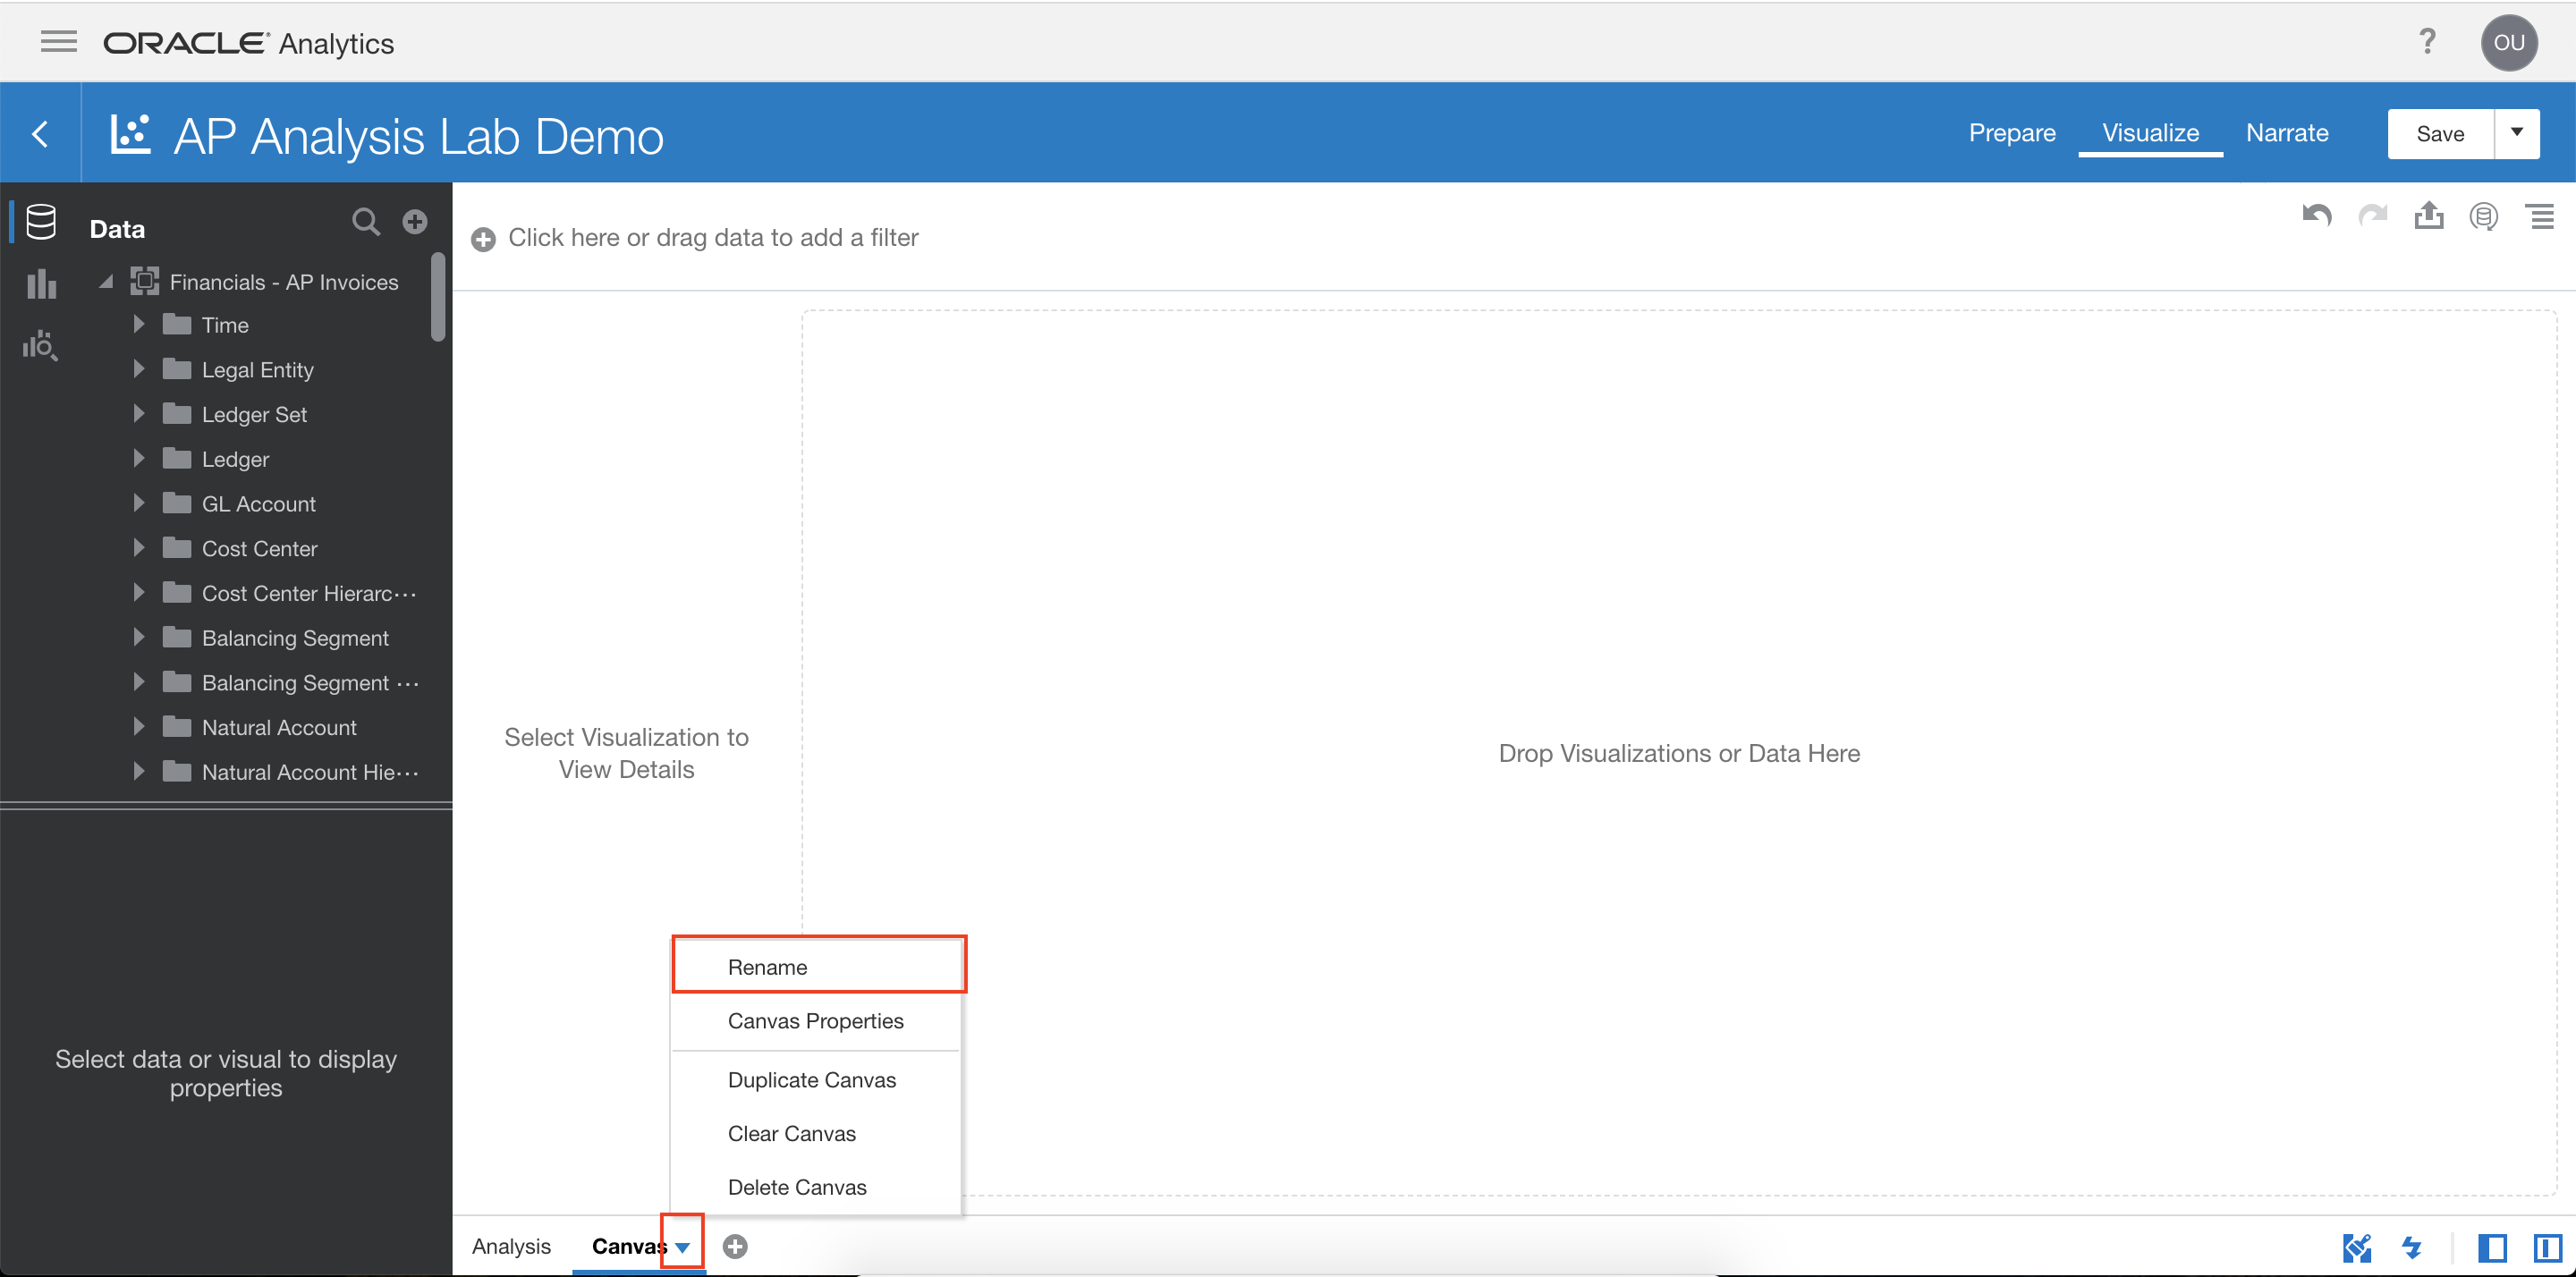 ORACLE Analytics
?
OU
AP Analysis Lab Demo
Prepare
Visualize
Narrate
Save
Data
Click here or drag data to add a filter
Financials - AP Invoices
Time
Legal Entity
Ledger Set
Ledger
GL Account
Cost Center
Cost Center Hierarc...
Balancing Segment
Balancing Segment ...
Natural Account
Natural Account Hie...
Select data or visual to display
properties
Select Visualization to
View Details
Drop Visualizations or Data Here
Rename
Canvas Properties
Duplicate Canvas
Clear Canvas
Delete Canvas
Analysis
Canvas